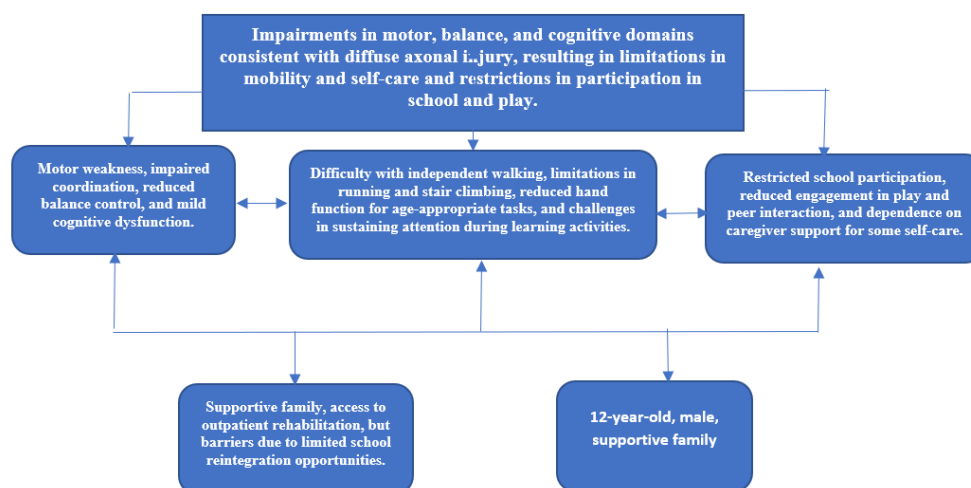 Impairments in motor, balance, and cognitive domains
consistent with diffuse axonal i..jury, resulting in limitations in
mobility and self-care and restrictions in participation in
school and play.
Motor weakness, impaired
coordination, reduced
balance control, and mild
cognitive dysfunction.
Difficulty with independent walking, limitations in
running and stair climbing, reduced hand
function for age-appropriate tasks, and challenges
in sustaining attention during learning activities.
Restricted school participation,
reduced engagement in play and
peer interaction, and dependence on
caregiver support for some self-care.
Supportive family, access to
outpatient rehabilitation, but
barriers due to limited school
reintegration opportunities.
12-year-old, male,
supportive family